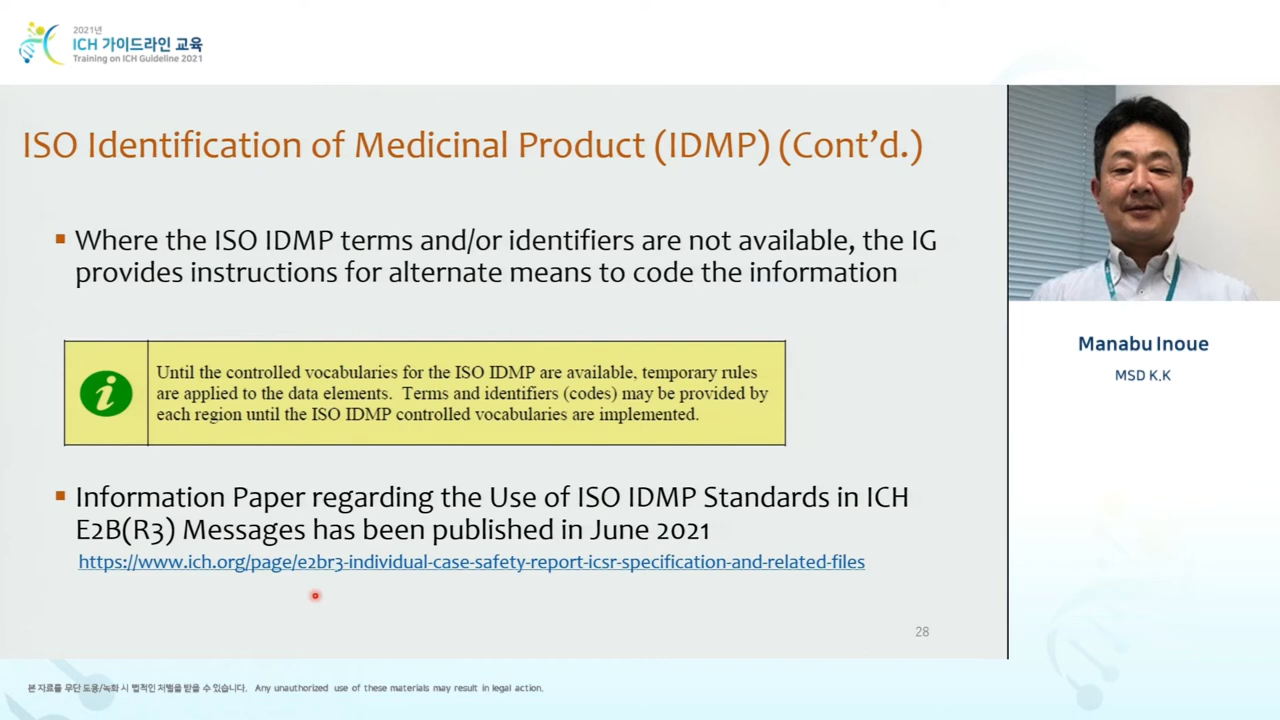 2021년
ICH 가이드라인 교육
Training on ICH Guideline 2021
ISO Identification of Medicinal Product (IDMP) (Cont’d.)
▪ Where the ISO IDMP terms and/or identifiers are not available, the IG
provides instructions for alternate means to code the information
i
Until the controlled vocabularies for the ISO IDMP are available, temporary rules
are applied to the data elements. Terms and identifiers (codes) may be provided by
each region until the ISO IDMP controlled vocabularies are implemented.
▪ Information Paper regarding the Use of ISO IDMP Standards in ICH
E2B(R3) Messages has been published in June 2021
https://www.ich.org/page/e2br3-individual-case-safety-report-icsr-specification-and-related-files
28
Manabu Inoue
MSD K.K
본 자료를 무단 도용/녹화 시 법적인 처벌을 받을 수 있습니다. Any unauthorized use of these materials may result in legal action.